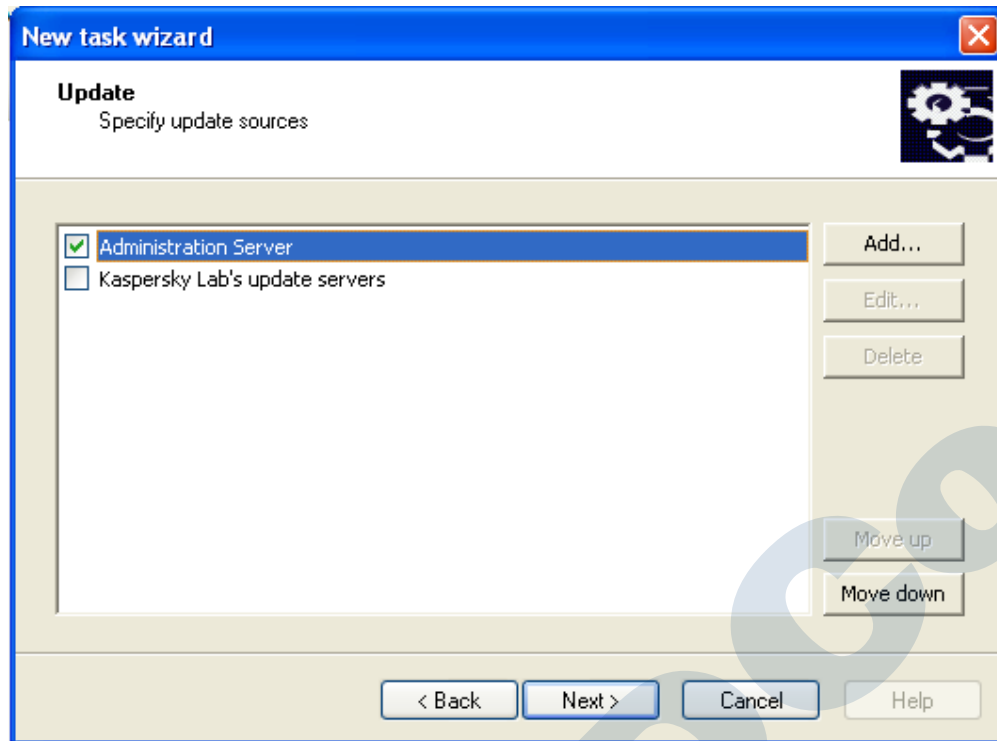 New task wizard
Update
Specify update sources
Administration Server
Kaspersky Lab's update servers
Add...
Edit...
Delete
Move up
Move down
< Back
Next >
Cancel
Help